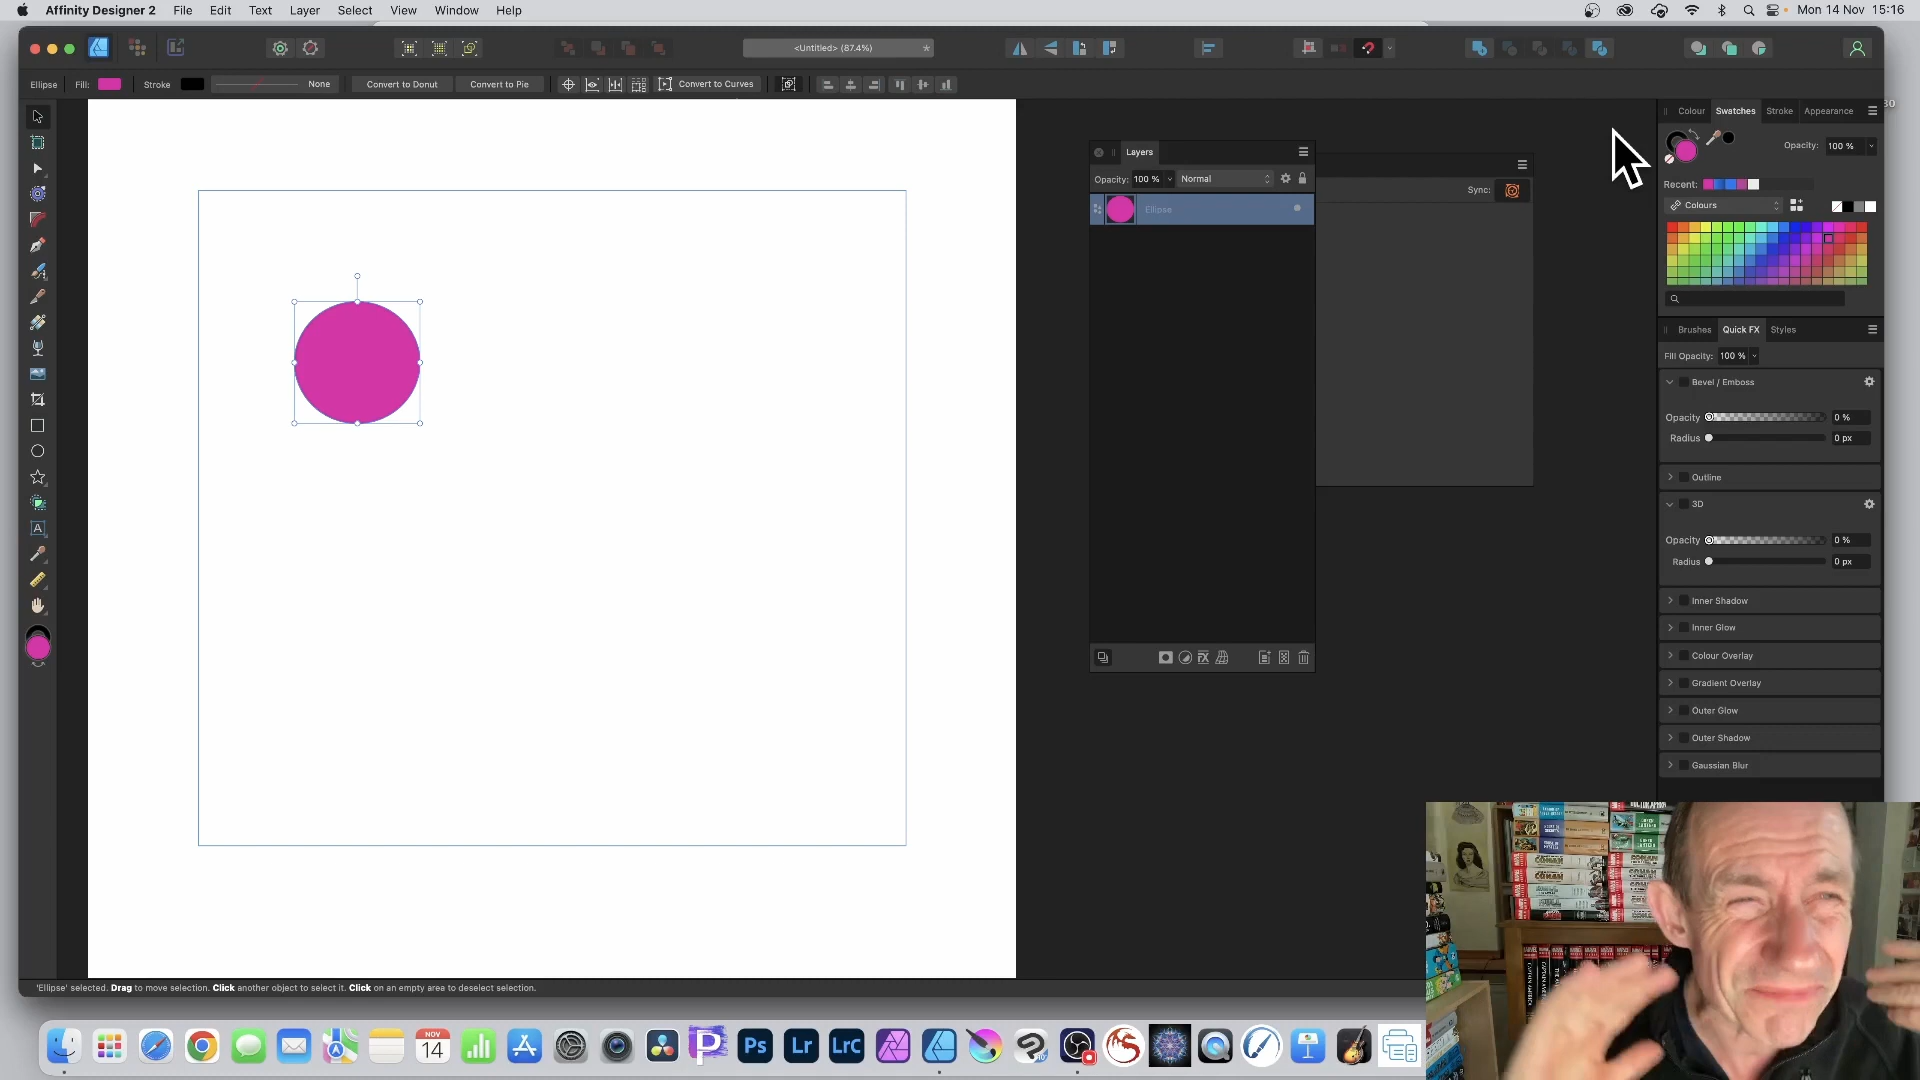 Affinity Designer 2 File Edit Text Layer Select View Window Help Mon 14 Nov 15:16
<Untitled> (87.4%) *
Ellipse Fill: Stroke None Convert to Donut Convert to Pie Convert to Curves
Layers
Opacity: 100 % Normal
Ellipse
Sync:
Colour Swatches Stroke Appearance
Opacity: 100 %
Recent:
Colours
Brushes Quick FX Styles
Fill Opacity: 100 %
Bevel / Emboss
Opacity 0 %
Radius 0 px
Outline
3D
Opacity 0 %
Radius 0 px
Inner Shadow
Inner Glow
Colour Overlay
Gradient Overlay
Outer Glow
Outer Shadow
Gaussian Blur
A
'Ellipse' selected. Drag to move selection. Click another object to select it. Click on an empty area to deselect selection.
NOV
14
Ps
Lr
LrC
CONAN
CONAN
CONAN